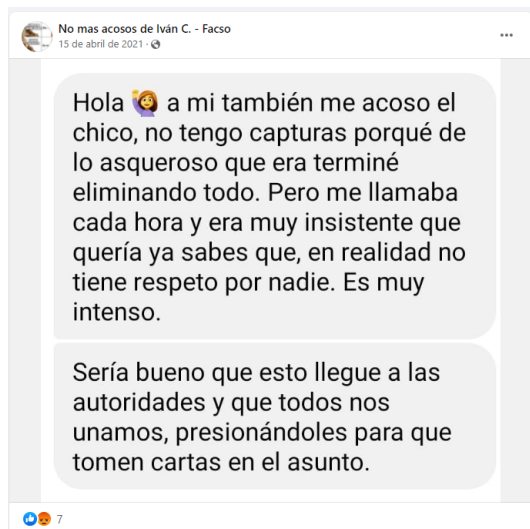 No mas acosos de Iván C. - Facso
15 de abril de 2021 ·
Hola 🙋‍♀️ a mi también me acoso el
chico, no tengo capturas porqué de
lo asqueroso que era terminé
eliminando todo. Pero me llamaba
cada hora y era muy insistente que
quería ya sabes que, en realidad no
tiene respeto por nadie. Es muy
intenso.
Sería bueno que esto llegue a las
autoridades y que todos nos
unamos, presionándoles para que
tomen cartas en el asunto.
7